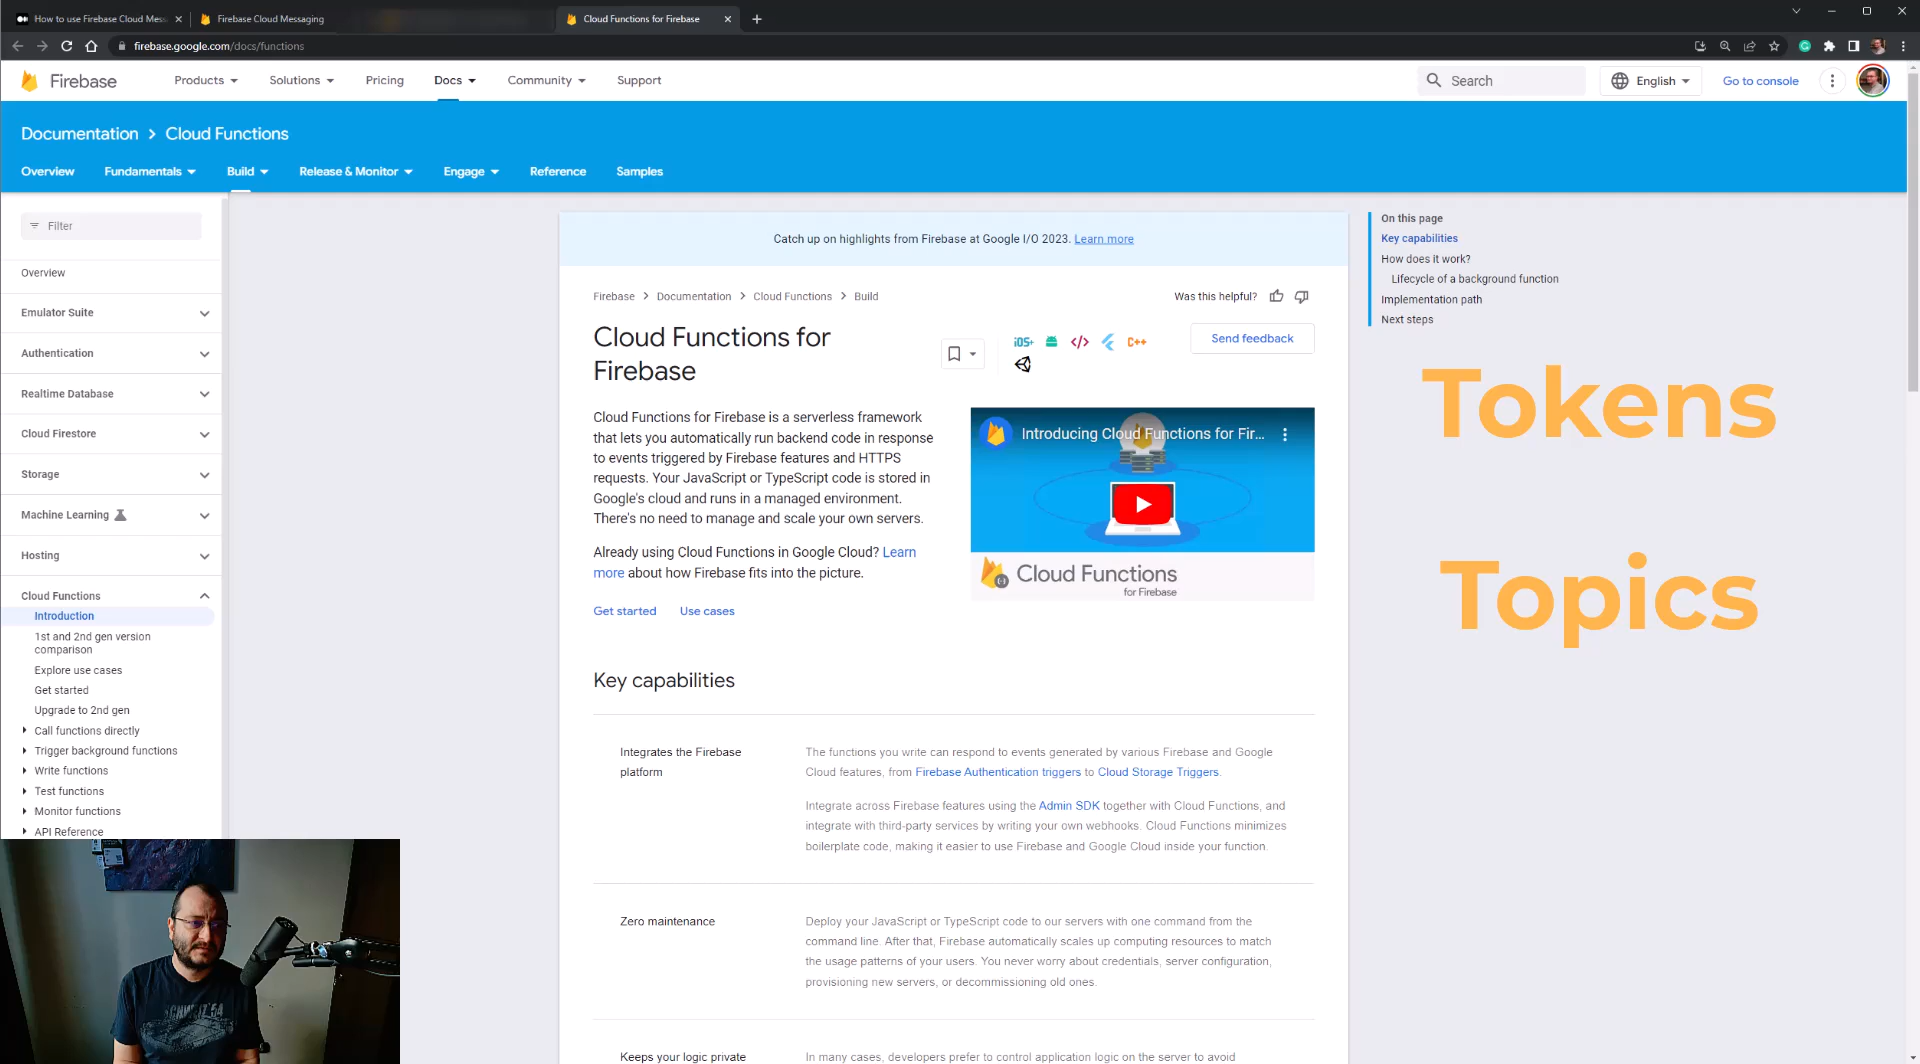 How to use Firebase Cloud Mess
Firebase Cloud Messaging
Cloud Functions for Firebase
firebase.google.com/docs/functions
Firebase
Products
Solutions
Pricing
Docs
Community
Support
Search
English
Go to console
Documentation > Cloud Functions
Overview
Fundamentals
Build
Release & Monitor
Engage
Reference
Samples
Filter
Overview
Emulator Suite
Authentication
Realtime Database
Cloud Firestore
Storage
Machine Learning
Hosting
Cloud Functions
Introduction
1st and 2nd gen version
comparison
Explore use cases
Get started
Upgrade to 2nd gen
Call functions directly
Trigger background functions
Write functions
Test functions
Monitor functions
API Reference
Catch up on highlights from Firebase at Google I/O 2023. Learn more
Firebase > Documentation > Cloud Functions > Build
Was this helpful?
Cloud Functions for
Firebase
iOS+
C++
Send feedback
Cloud Functions for Firebase is a serverless framework
that lets you automatically run backend code in response
to events triggered by Firebase features and HTTPS
requests. Your JavaScript or TypeScript code is stored in
Google's cloud and runs in a managed environment.
There's no need to manage and scale your own servers.
Already using Cloud Functions in Google Cloud? Learn
more about how Firebase fits into the picture.
Get started
Use cases
Introducing Cloud Functions for Fir...
Cloud Functions
for Firebase
Key capabilities
Integrates the Firebase
platform
The functions you write can respond to events generated by various Firebase and Google
Cloud features, from Firebase Authentication triggers to Cloud Storage Triggers.
Integrate across Firebase features using the Admin SDK together with Cloud Functions, and
integrate with third-party services by writing your own webhooks. Cloud Functions minimizes
boilerplate code, making it easier to use Firebase and Google Cloud inside your function.
Zero maintenance
Deploy your JavaScript or TypeScript code to our servers with one command from the
command line. After that, Firebase automatically scales up computing resources to match
the usage patterns of your users. You never worry about credentials, server configuration,
provisioning new servers, or decommissioning old ones.
Keeps your logic private
In many cases, developers prefer to control application logic on the server to avoid
On this page
Key capabilities
How does it work?
Lifecycle of a background function
Implementation path
Next steps
Tokens
Topics